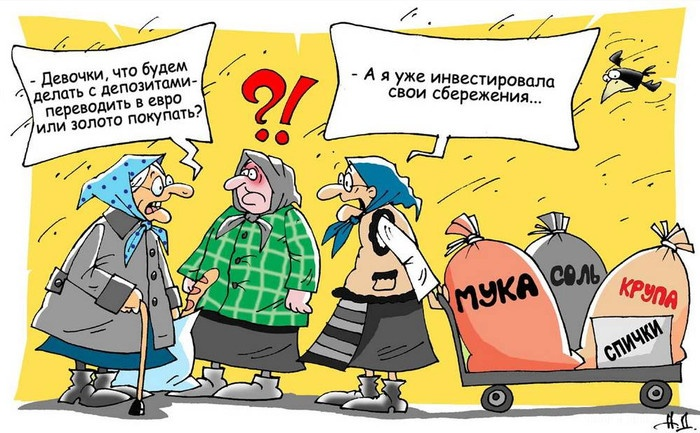 - Девочки, что будем
делать с депозитами-
переводить в евро
или золото покупать?
?!
- А я уже инвестировала
свои сбережения...
МУКА
СОЛЬ
КРУПА
СПИЧКИ